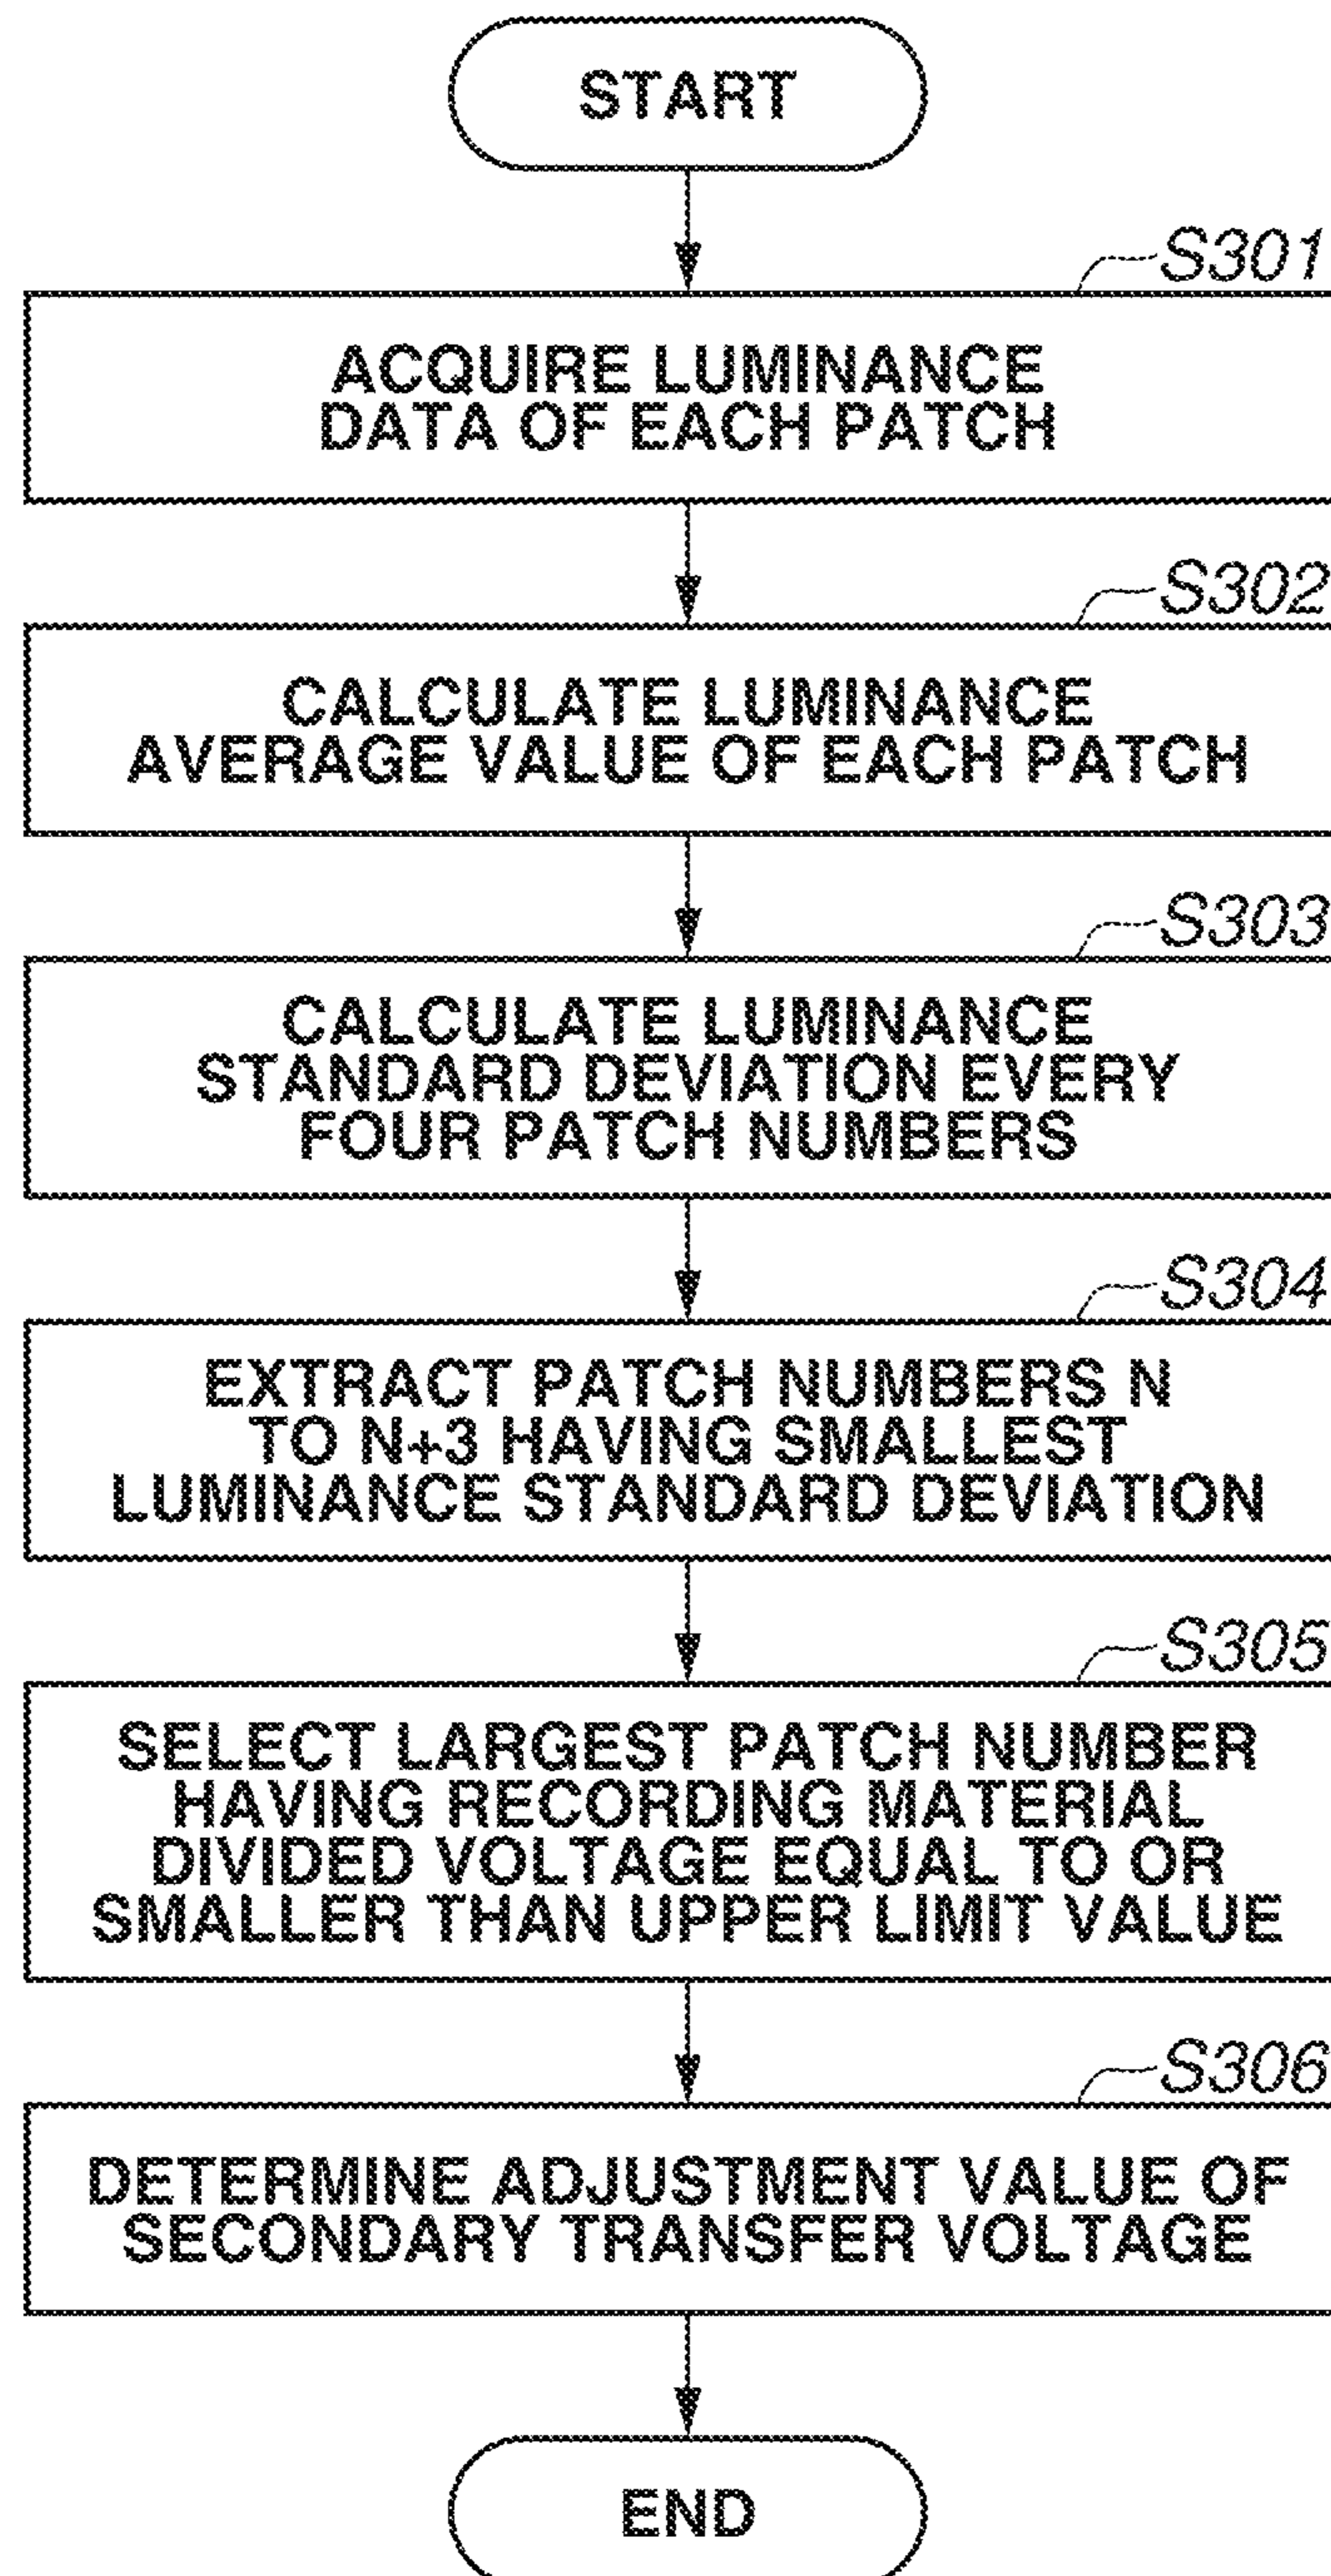 START
S301
ACQUIRE LUMINANCE
DATA OF EACH PATCH
S302
CALCULATE LUMINANCE
AVERAGE VALUE OF EACH PATCH
S303
CALCULATE LUMINANCE
STANDARD DEVIATION EVERY
FOUR PATCH NUMBERS
S304
EXTRACT PATCH NUMBERS N
TO N+3 HAVING SMALLEST
LUMINANCE STANDARD DEVIATION
S305
SELECT LARGEST PATCH NUMBER
HAVING RECORDING MATERIAL
DIVIDED VOLTAGE EQUAL TO OR
SMALLER THAN UPPER LIMIT VALUE
S306
DETERMINE ADJUSTMENT VALUE OF
SECONDARY TRANSFER VOLTAGE
END